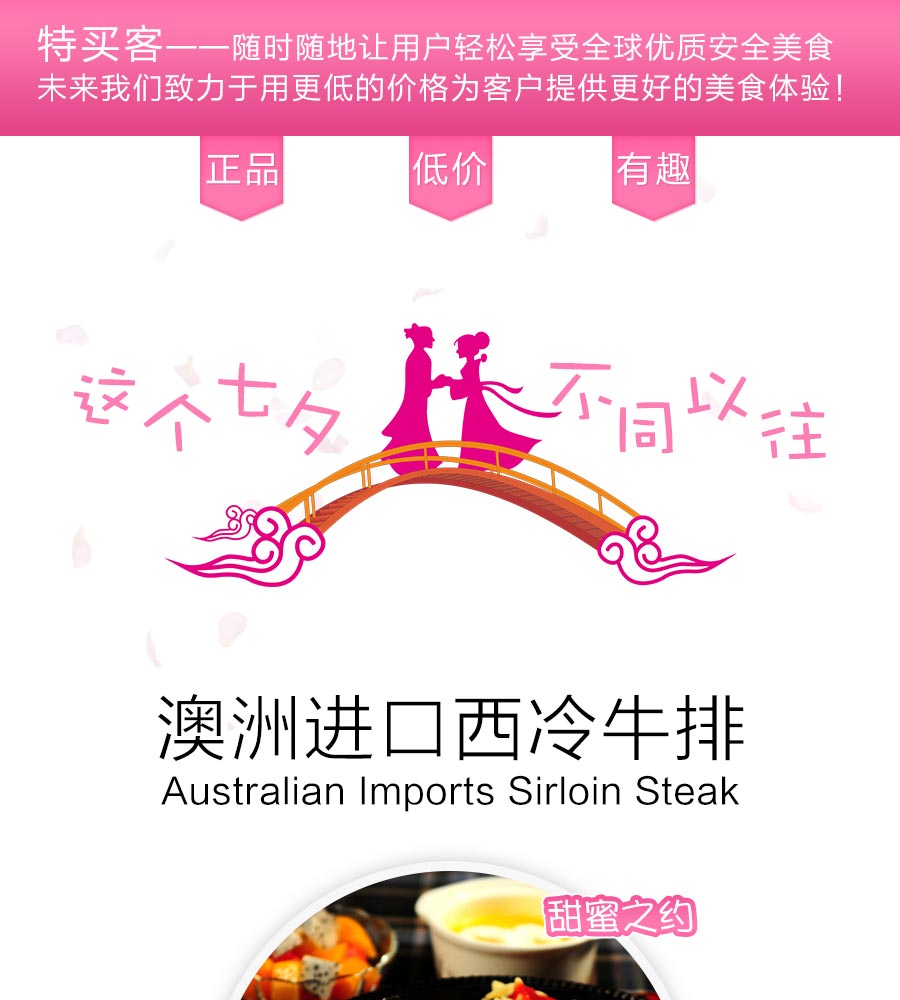 特买客——随时随地让用户轻松享受全球优质安全美食
未来我们致力于用更低的价格为客户提供更好的美食体验！
正品
低价
有趣
这个七夕
不同以往
澳洲进口西冷牛排
Australian Imports Sirloin Steak
甜蜜之约